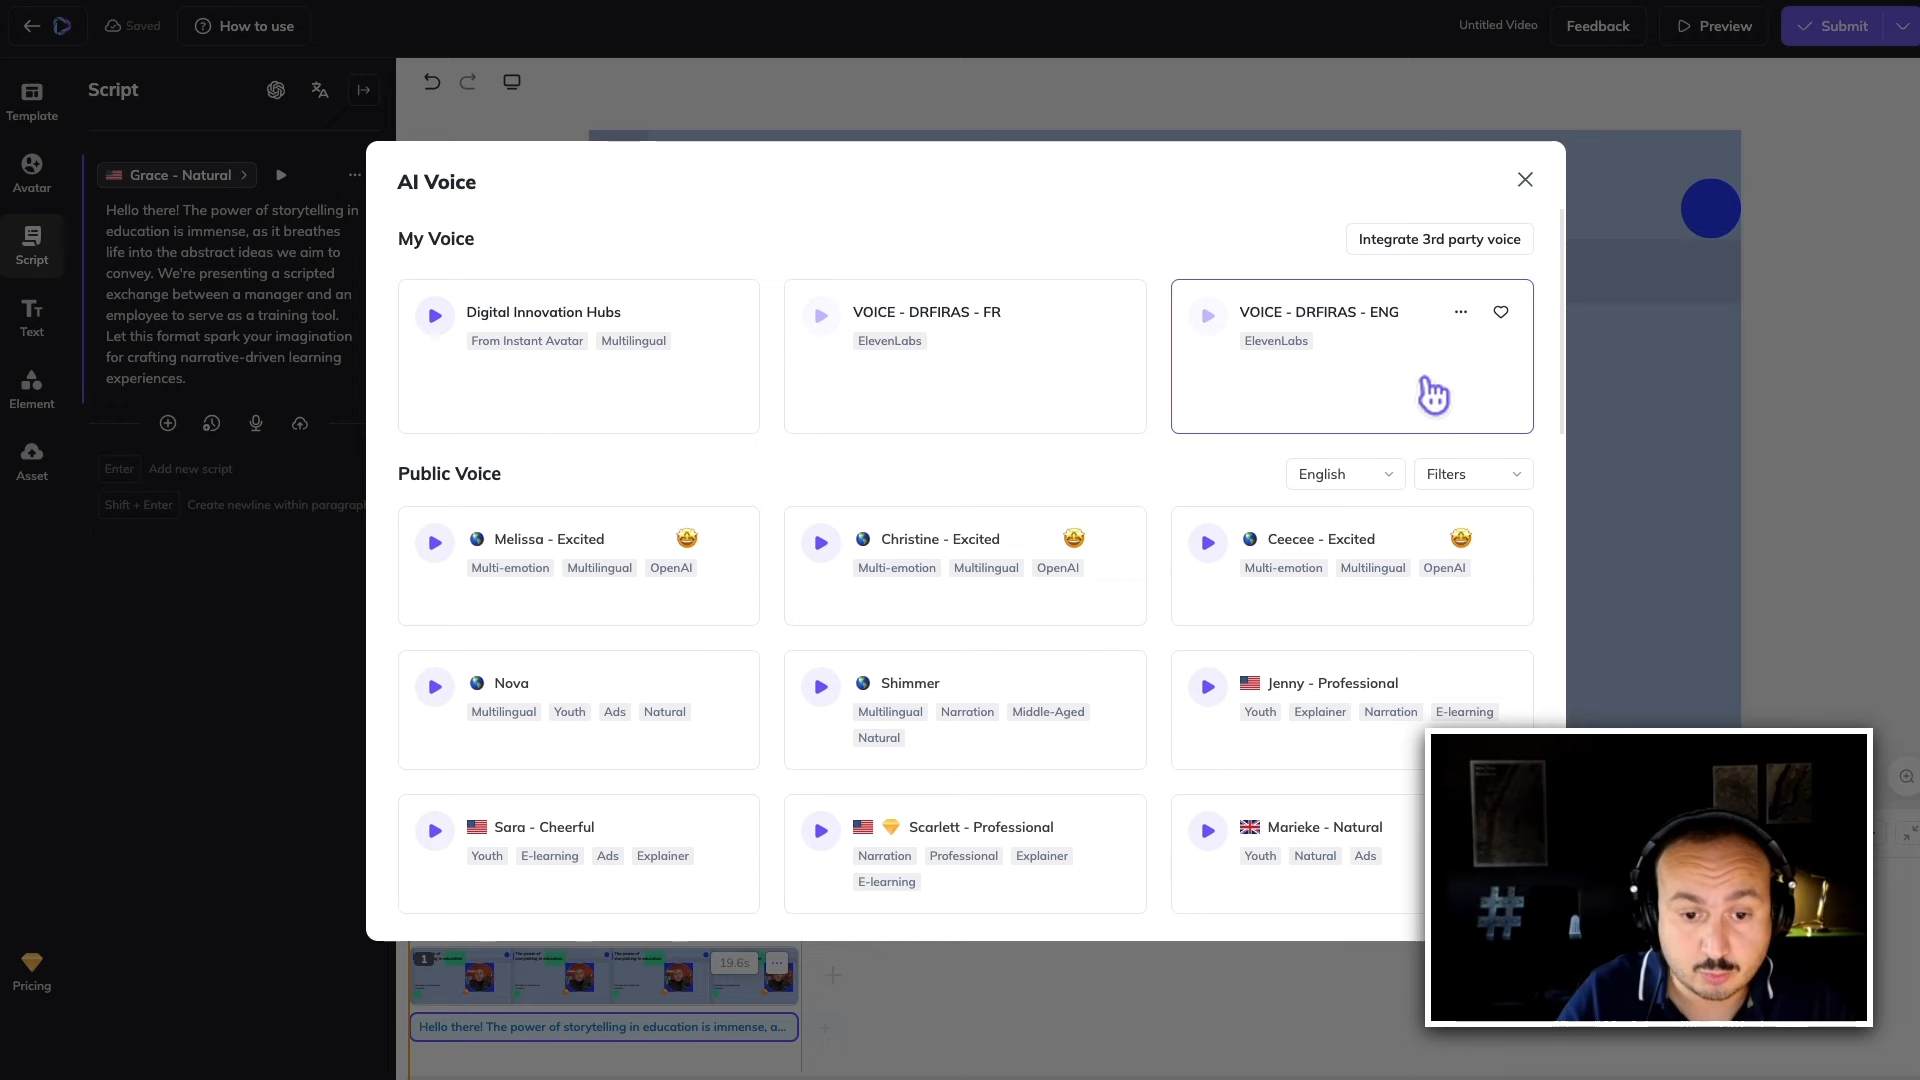 Saved
How to use
Untitled Video
Feedback
Preview
Submit
Template
Avatar
Script
Text
Element
Asset
Pricing
Script
Grace - Natural
Hello there! The power of storytelling in
education is immense, as it breathes
life into the abstract ideas we aim to
convey. We're presenting a scripted
exchange between a manager and an
employee to serve as a training tool.
Let this format spark your imagination
for crafting narrative-driven learning
experiences.
Enter Add new script
Shift + Enter Create newline within paragraph
AI Voice
My Voice
Integrate 3rd party voice
Digital Innovation Hubs
From Instant Avatar Multilingual
VOICE - DRFIRAS - FR
ElevenLabs
VOICE - DRFIRAS - ENG
ElevenLabs
Public Voice
English
Filters
Melissa - Excited
Multi-emotion Multilingual OpenAI
Christine - Excited
Multi-emotion Multilingual OpenAI
Ceecee - Excited
Multi-emotion Multilingual OpenAI
Nova
Multilingual Youth Ads Natural
Shimmer
Multilingual Narration Middle-Aged
Natural
Jenny - Professional
Youth Explainer Narration E-learning
Sara - Cheerful
Youth E-learning Ads Explainer
Scarlett - Professional
Narration Professional Explainer
E-learning
Marieke - Natural
Youth Natural Ads
1
19.6s
Hello there! The power of storytelling in education is immense, a...